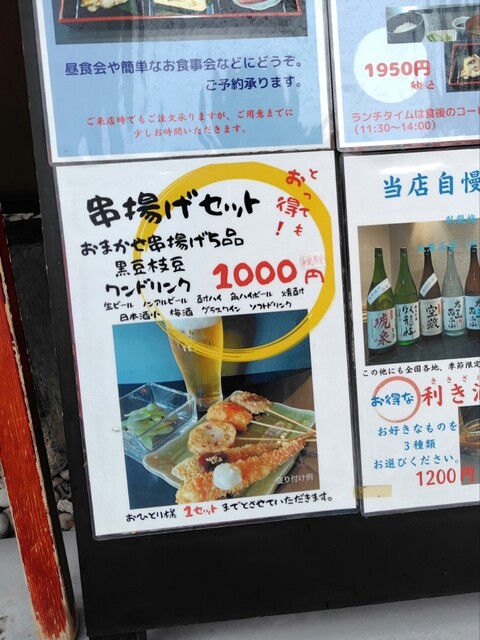 昼食会や簡単なお食事会などにどうぞ。
ご予約承ります。
ご来店時でもご注文承りますが、ご用意までに
少しお時間いただきます。
1950円
税込
ランチタイムは食後のコー
(11:30～14:00)
串揚げセット
とっても
お得!
おまかせ串揚げ5品
黒豆枝豆
ワンドリンク
1000円
生ビール ノンアルビール 酎ハイ 角ハイボール 焼酎
日本酒小 梅酒 グラスワイン ソフトドリンク
盛り付け例
おひとり様 1セットまでとさせていただきます。
当店自慢
この他にも全国各地、季節限定
お得な 利き酒
お好きなものを
3種類
お選びください。
1200円